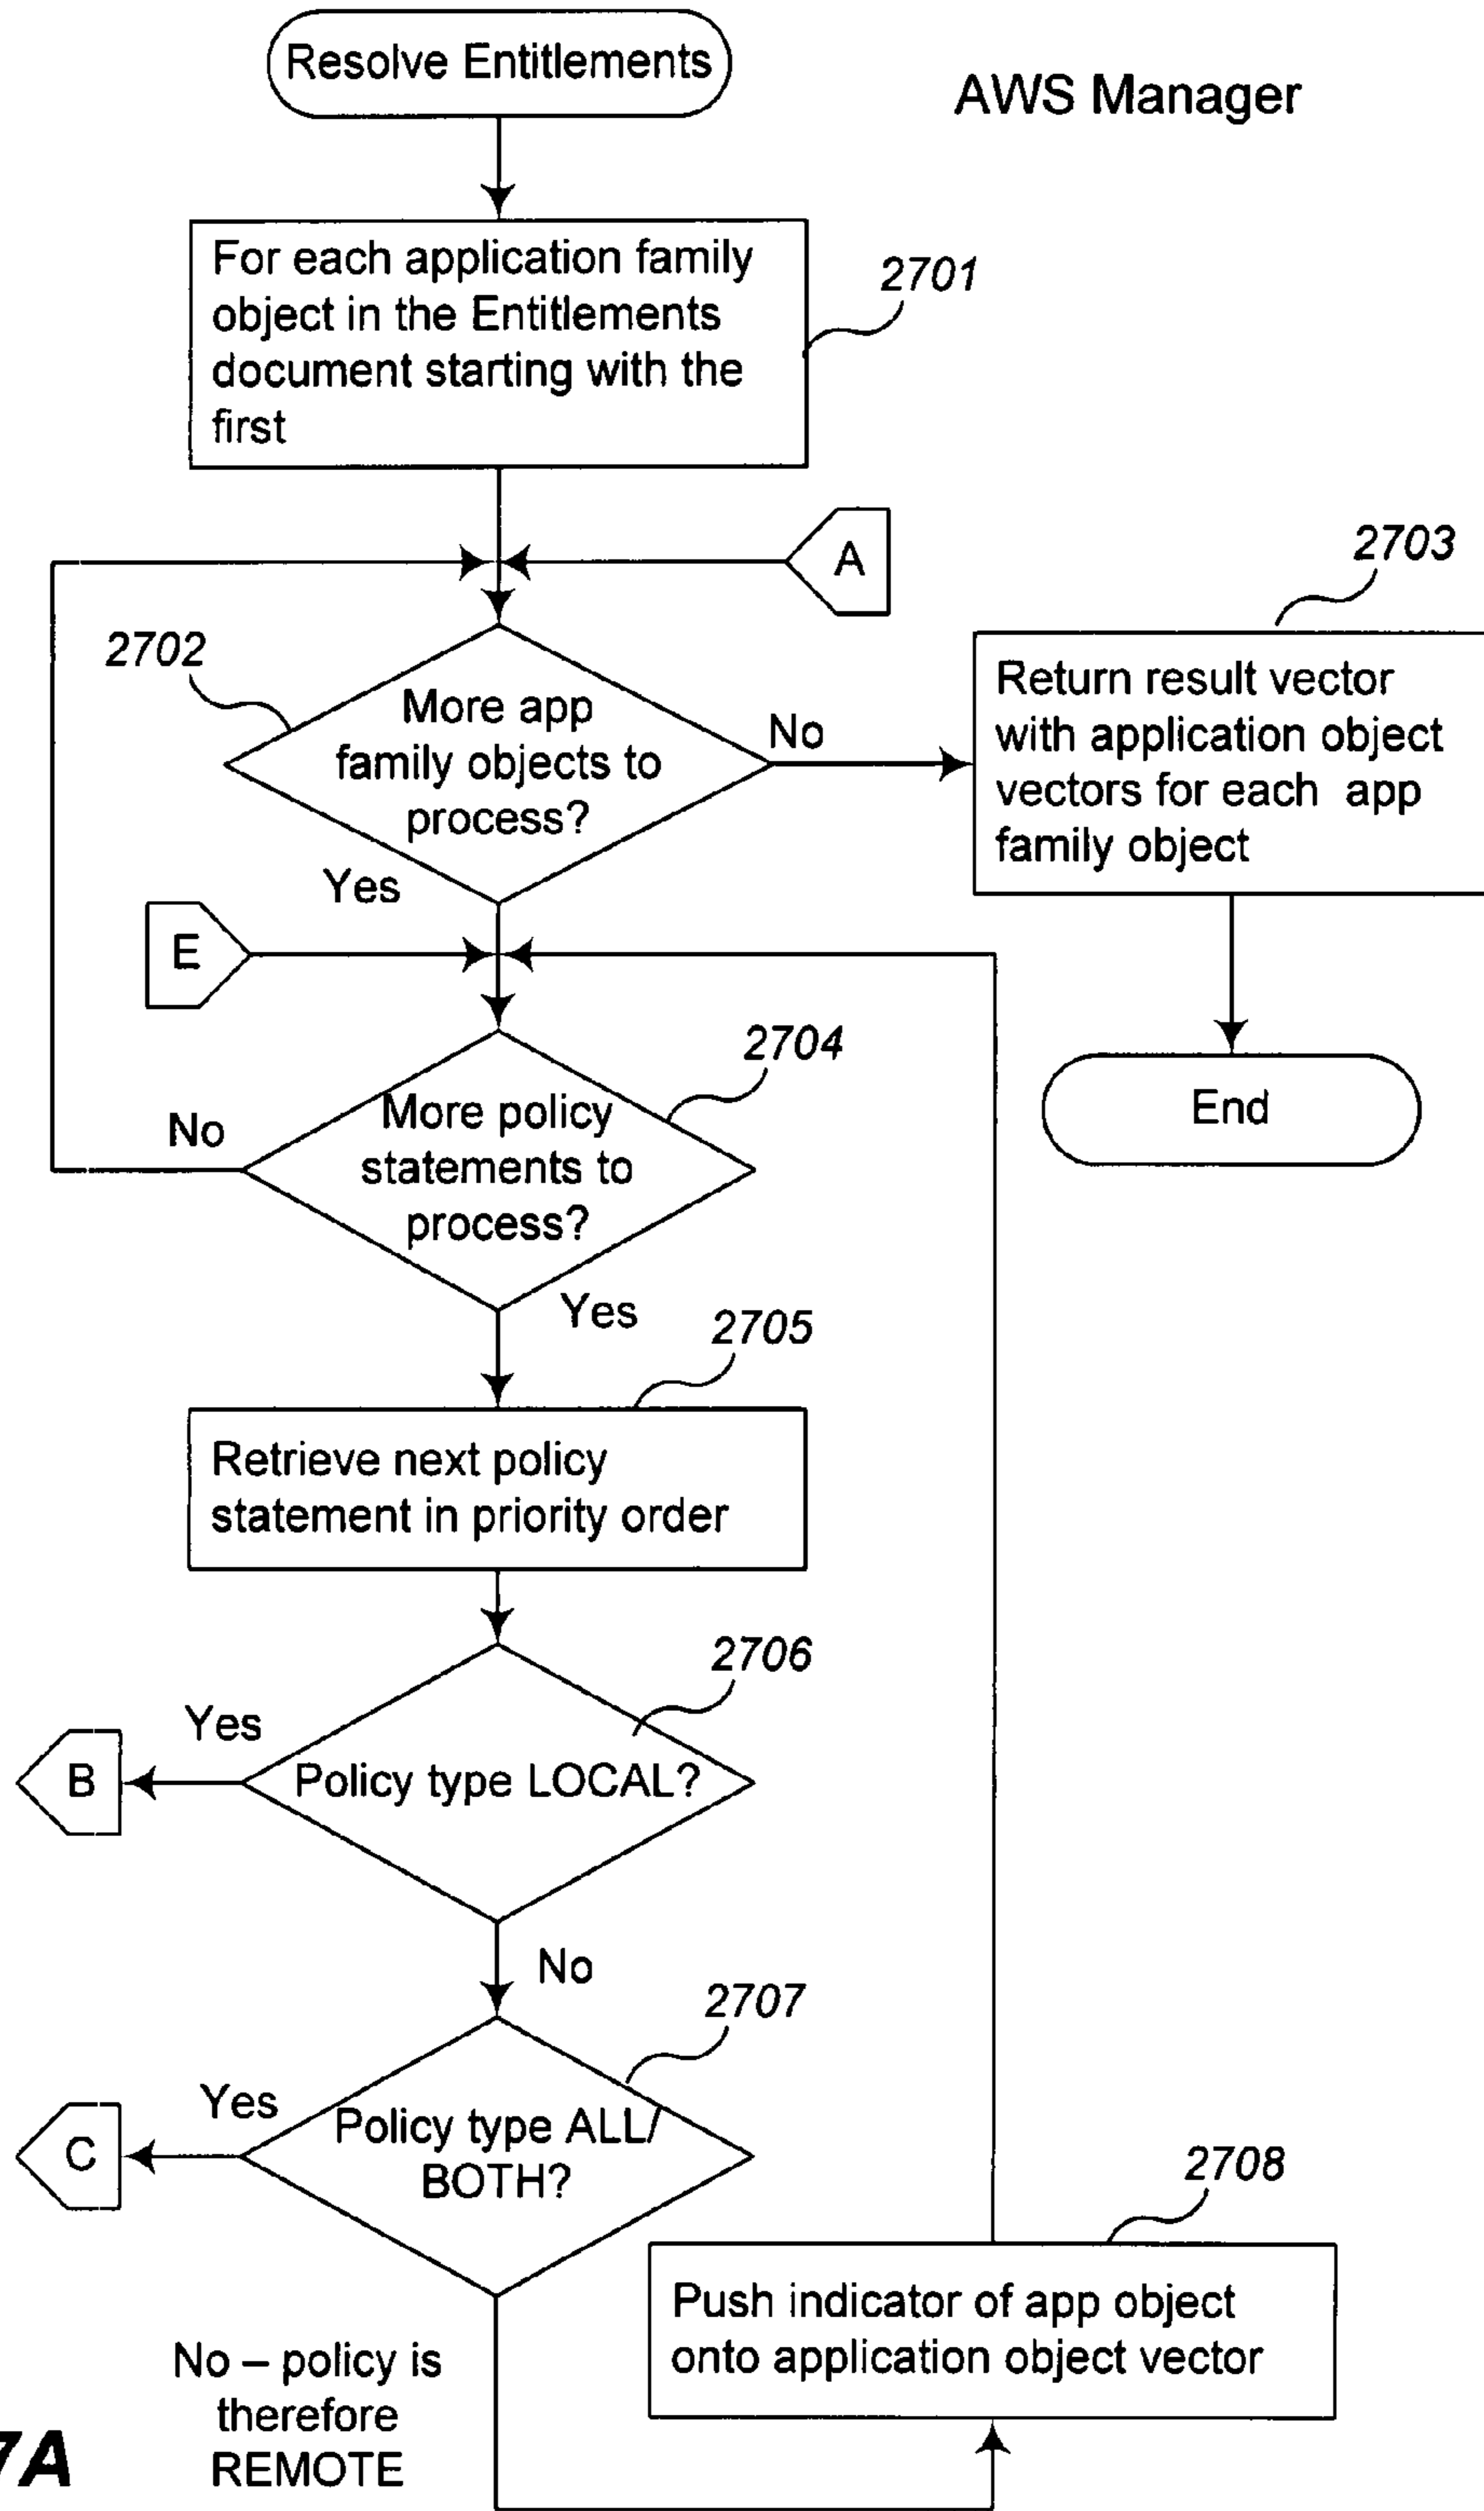 Resolve Entitlements
AWS Manager
For each application family
object in the Entitlements
document starting with the
first
2701
A
2703
2702
More app
family objects to
process?
No
Return result vector
with application object
vectors for each app
family object
Yes
E
2704
More policy
statements to
process?
No
End
Yes
2705
Retrieve next policy
statement in priority order
2706
Yes
B
Policy type LOCAL?
No
2707
Yes
C
Policy type ALL/
BOTH?
2708
Push indicator of app object
onto application object vector
No – policy is
therefore
REMOTE
7A